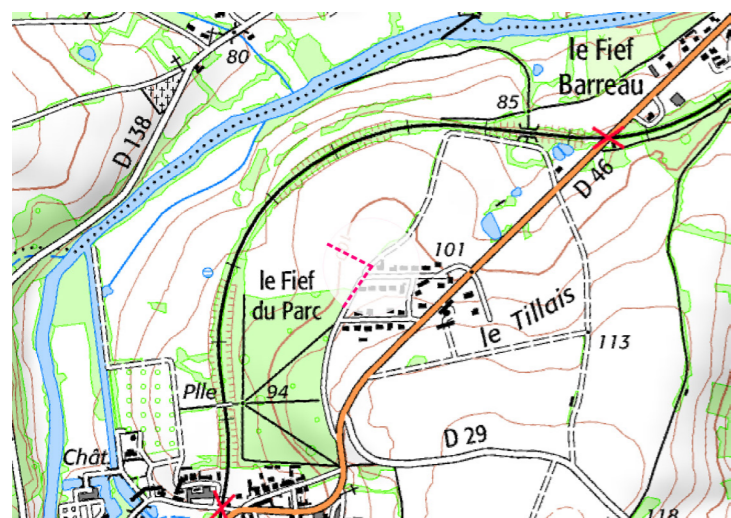 80
le Fief
Barreau
85
D 138
D 46
101
le Fief
du Parc
le Tillais
113
Plle
94
D 29
Chât.
118